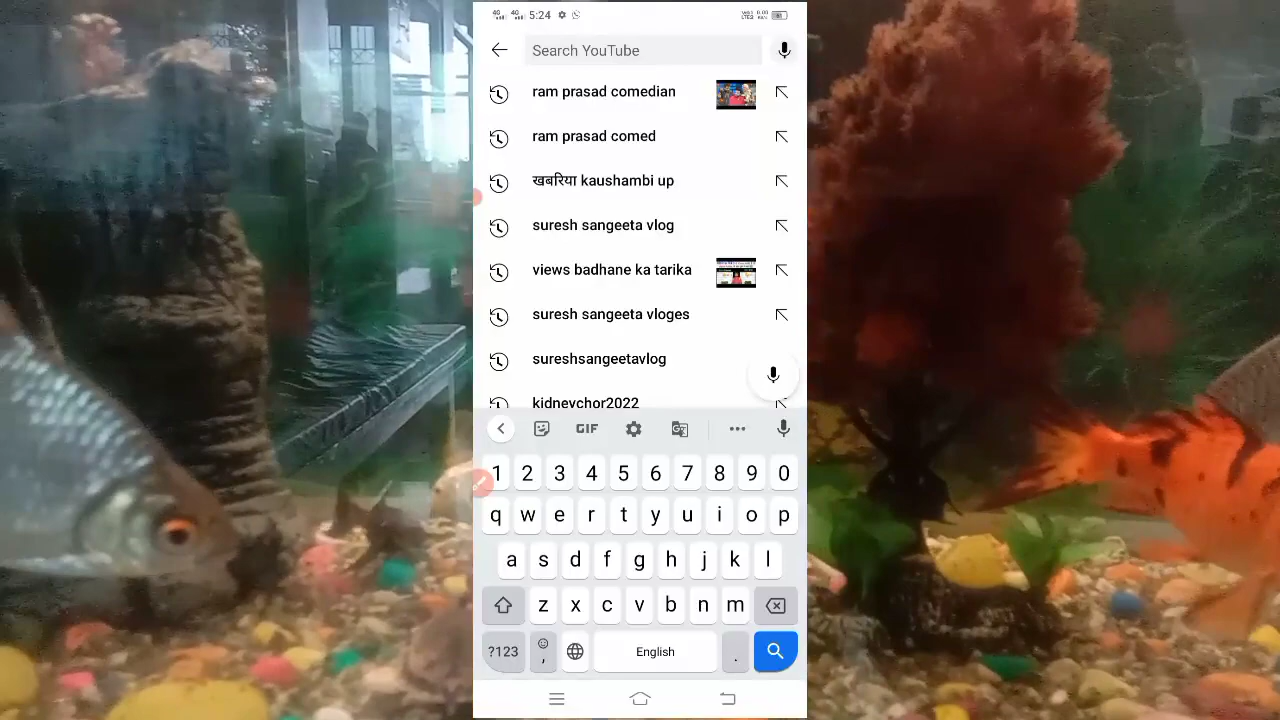 4G 4G 5:24
Search YouTube
ram prasad comedian
ram prasad comed
खबरिया kaushambi up
suresh sangeeta vlog
views badhane ka tarika
suresh sangeeta vloges
sureshsangeetavlog
kidneychor2022
GIF
1 2 3 4 5 6 7 8 9 0
q w e r t y u i o p
a s d f g h j k l
z x c v b n m
?123 , English .